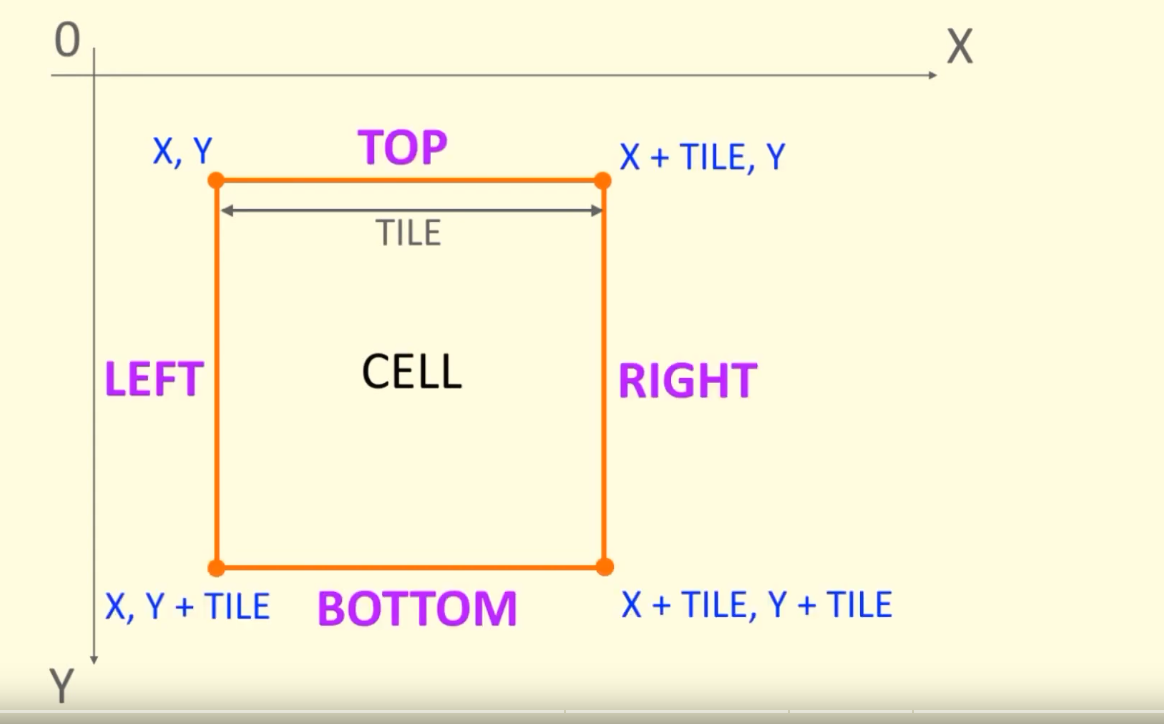 0
X
X, Y
TOP
X + TILE, Y
TILE
LEFT
CELL
RIGHT
X, Y + TILE
BOTTOM
X + TILE, Y + TILE
Y